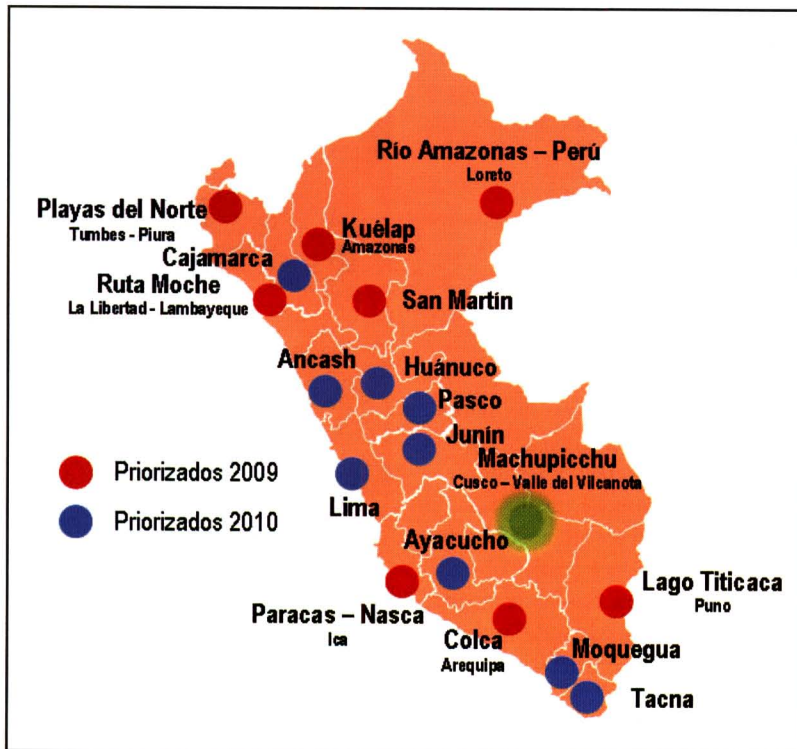 Río Amazonas – Perú
Loreto
Playas del Norte
Tumbes - Piura
Kuélap
Amazonas
Cajamarca
Ruta Moche
La Libertad - Lambayeque
San Martín
Ancash
Huánuco
Pasco
Junín
Priorizados 2009
Machupicchu
Cusco – Valle del Vilcanota
Priorizados 2010
Lima
Ayacucho
Lago Titicaca
Puno
Paracas – Nasca
Ica
Colca
Arequipa
Moquegua
Tacna